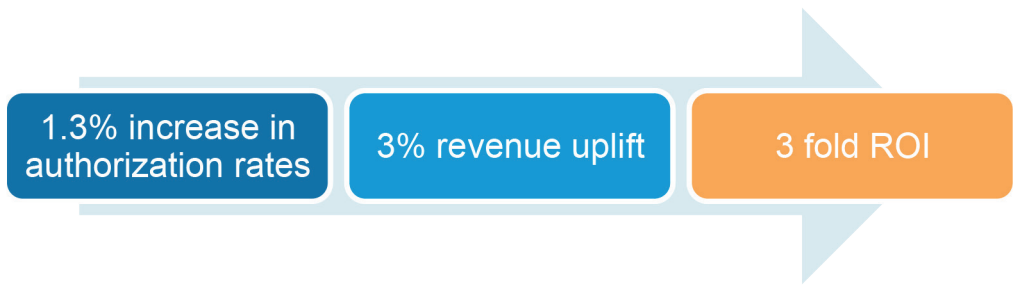 1.3% increase in
authorization rates
3% revenue uplift
3 fold ROI